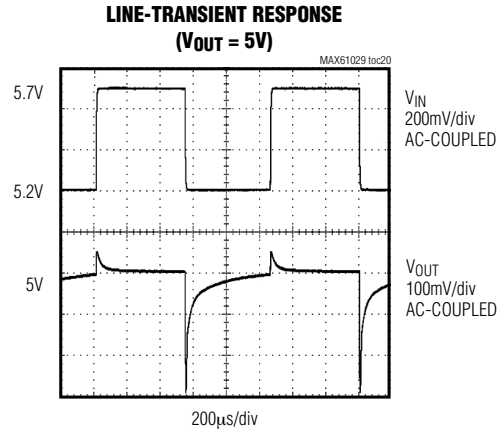 LINE-TRANSIENT RESPONSE
(VOUT = 5V)
MAX61029 toc20
5.7V
VIN
200mV/div
AC-COUPLED
5.2V
5V
VOUT
100mV/div
AC-COUPLED
200µs/div